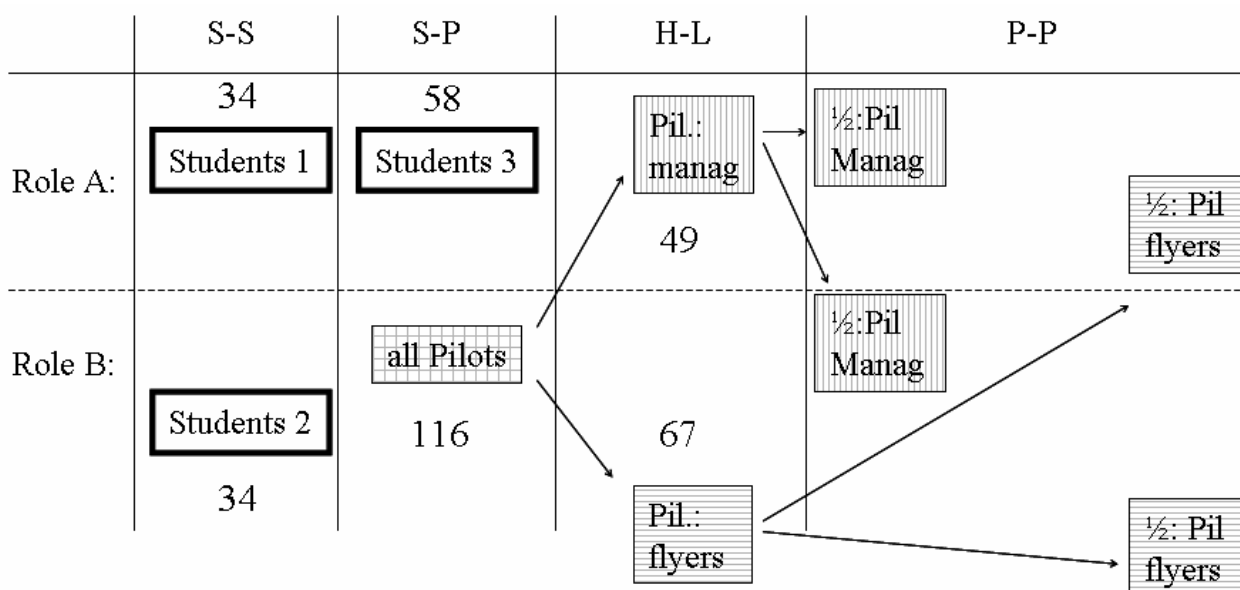 S-S S-P H-L P-P
34 58
Role A:
Students 1
Students 3
Pil.:
manag
49
½:Pil
Manag
½: Pil
flyers
Role B:
all Pilots
½:Pil
Manag
Students 2
116
67
34
Pil.:
flyers
½: Pil
flyers